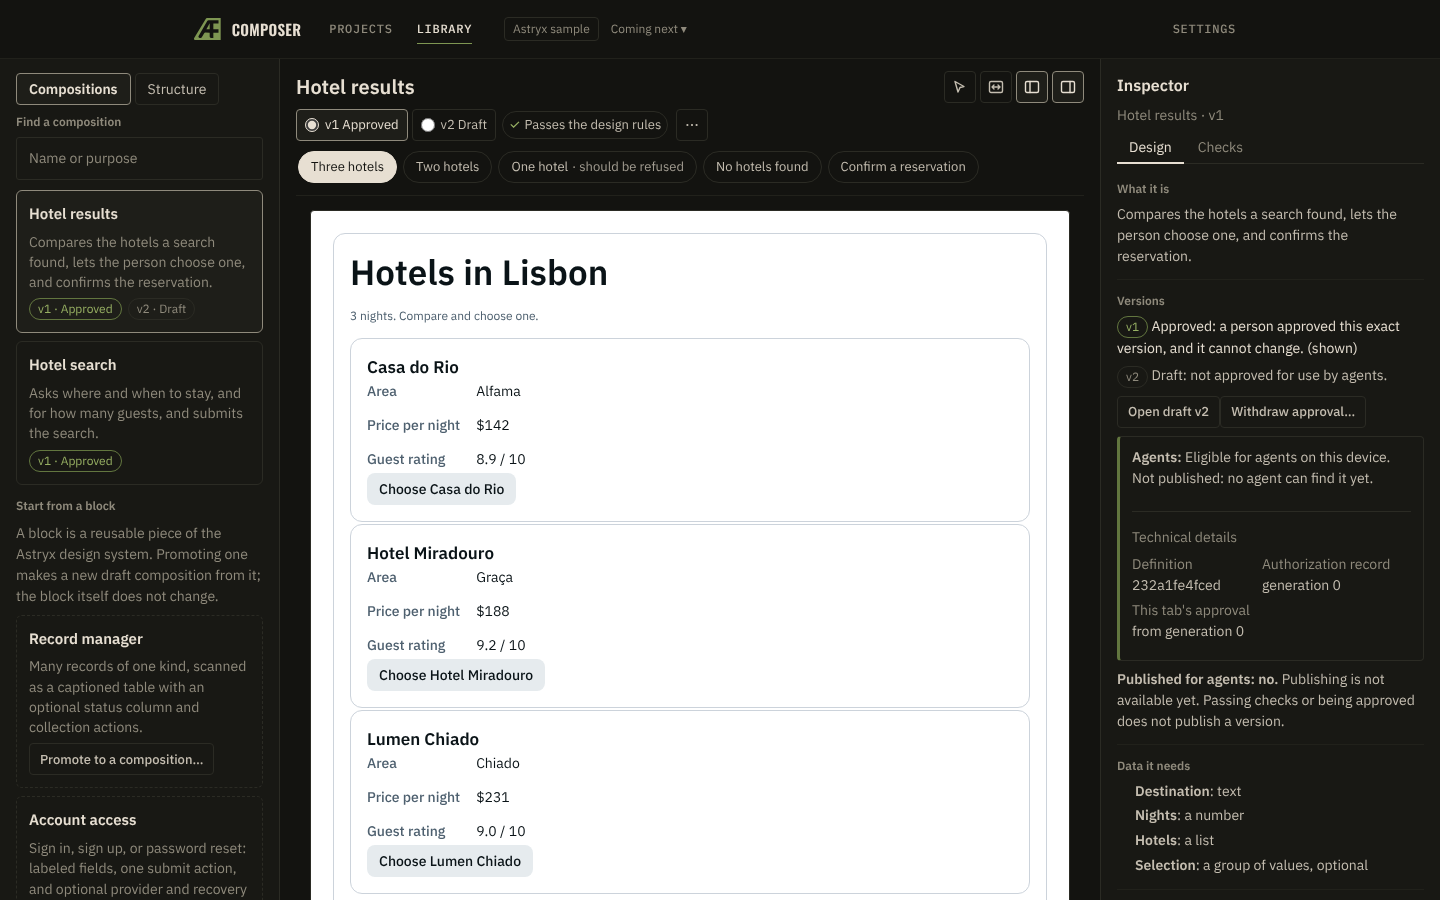 COMPOSER
PROJECTS
LIBRARY
Astryx sample
Coming next ▾
SETTINGS
Compositions
Structure
Find a composition
Name or purpose
Hotel results
Compares the hotels a search
found, lets the person choose one,
and confirms the reservation.
v1 · Approved
v2 · Draft
Hotel search
Asks where and when to stay, and
for how many guests, and submits
the search.
v1 · Approved
Start from a block
A block is a reusable piece of the
Astryx design system. Promoting one
makes a new draft composition from it;
the block itself does not change.
Record manager
Many records of one kind, scanned
as a captioned table with an
optional status column and
collection actions.
Promote to a composition...
Account access
Sign in, sign up, or password reset:
labeled fields, one submit action,
and optional provider and recovery
Hotel results
v1 Approved
v2 Draft
✓ Passes the design rules
...
Three hotels
Two hotels
One hotel · should be refused
No hotels found
Confirm a reservation
Hotels in Lisbon
3 nights. Compare and choose one.
Casa do Rio
Area Alfama
Price per night $142
Guest rating 8.9 / 10
Choose Casa do Rio
Hotel Miradouro
Area Graça
Price per night $188
Guest rating 9.2 / 10
Choose Hotel Miradouro
Lumen Chiado
Area Chiado
Price per night $231
Guest rating 9.0 / 10
Choose Lumen Chiado
Inspector
Hotel results · v1
Design
Checks
What it is
Compares the hotels a search found, lets the
person choose one, and confirms the
reservation.
Versions
v1 Approved: a person approved this exact
version, and it cannot change. (shown)
v2 Draft: not approved for use by agents.
Open draft v2
Withdraw approval...
Agents: Eligible for agents on this device.
Not published: no agent can find it yet.
Technical details
Definition
232a1fe4fced
Authorization record
generation 0
This tab's approval
from generation 0
Published for agents: no. Publishing is not
available yet. Passing checks or being approved
does not publish a version.
Data it needs
Destination: text
Nights: a number
Hotels: a list
Selection: a group of values, optional